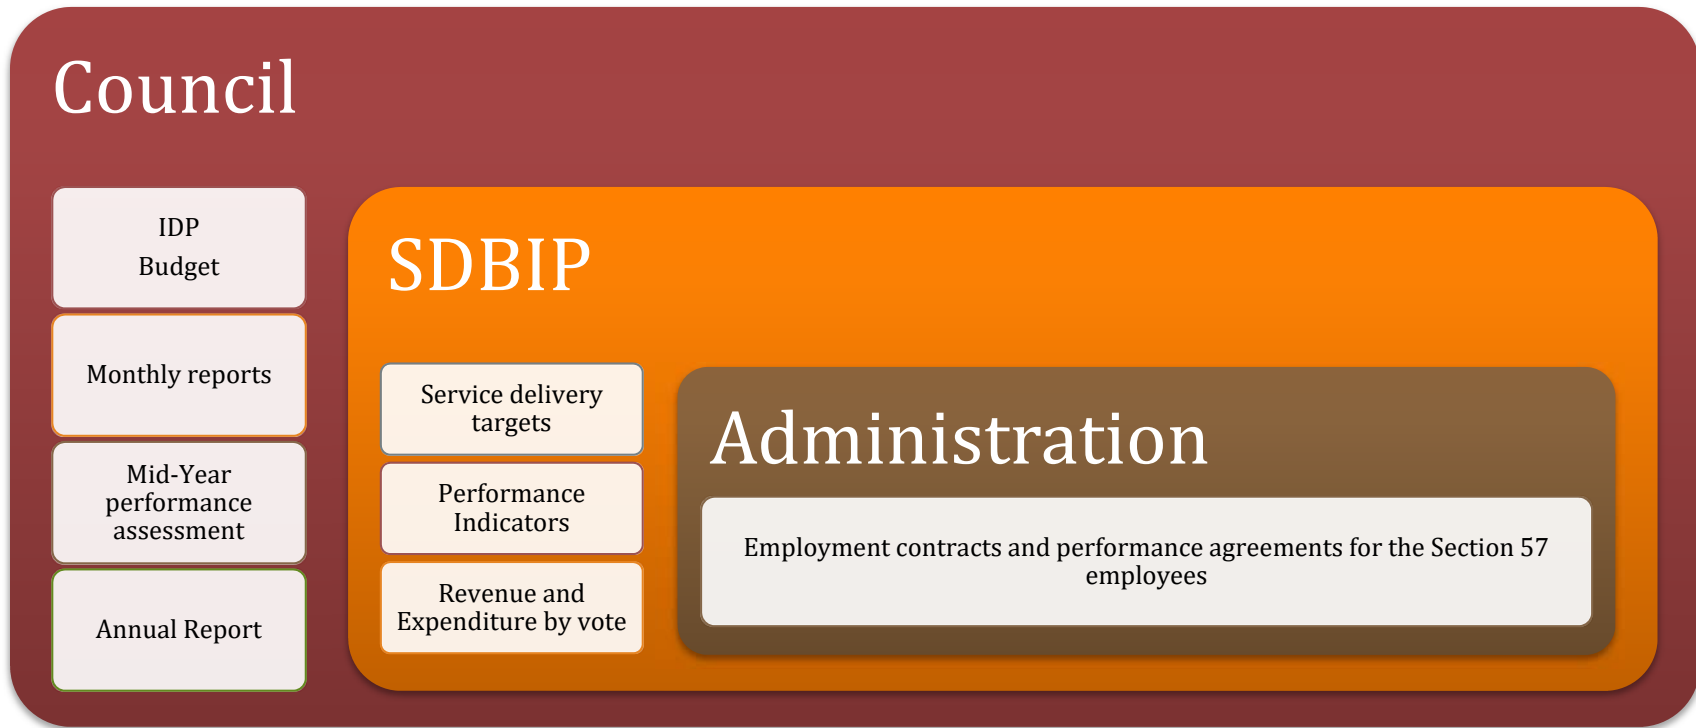 Council
IDP
Budget
Monthly reports
Mid-Year
performance
assessment
Annual Report
SDBIP
Service delivery
targets
Performance
Indicators
Revenue and
Expenditure by vote
Administration
Employment contracts and performance agreements for the Section 57
employees